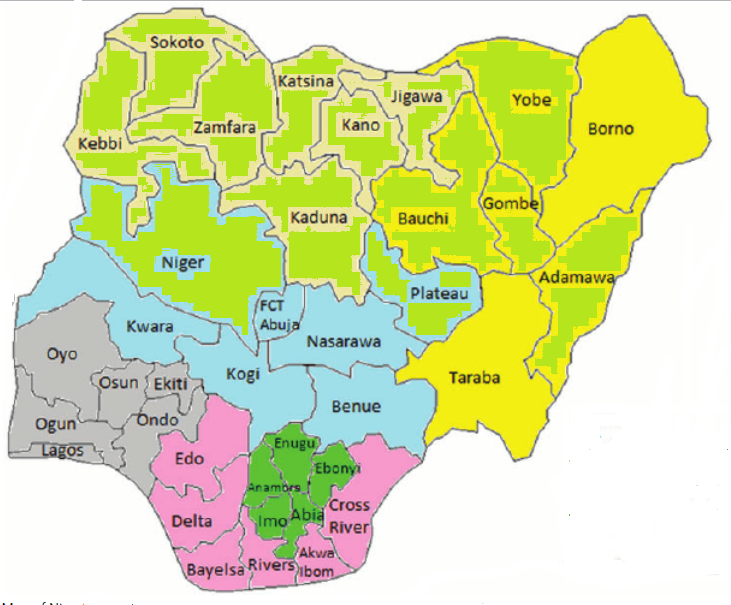 Sokoto
Katsina
Jigawa
Yobe
Kano
Zamfara
Borno
Kebbi
Kaduna
Bauchi
Gombe
Niger
Adamawa
Plateau
FCT
Abuja
Kwara
Nasarawa
Oyo
Kogi
Taraba
Osun
Ekiti
Benue
Ogun
Ondo
Lagos
Enugu
Edo
Ebonyi
Anambra
Cross
River
Delta
Imo
Abia
Akwa
Ibom
Bayelsa
Rivers